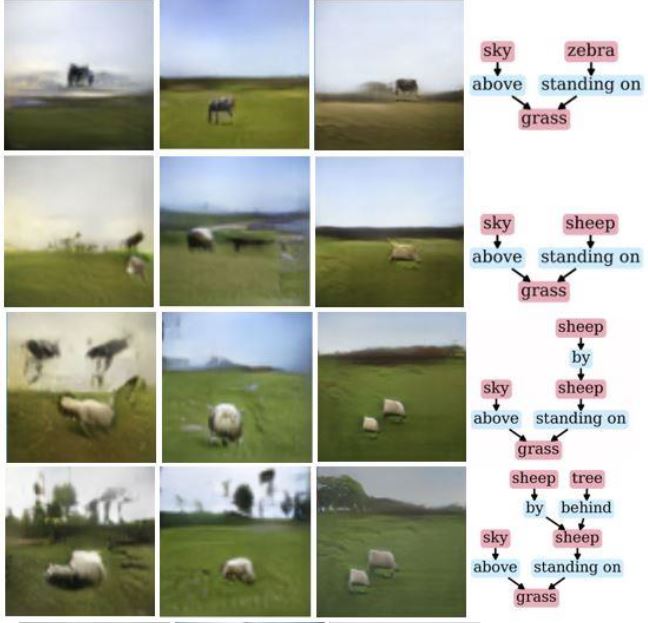 sky zebra
above standing on
grass
sky sheep
above standing on
grass
sheep
by
sky sheep
above standing on
grass
sheep tree
by behind
sky sheep
above standing on
grass